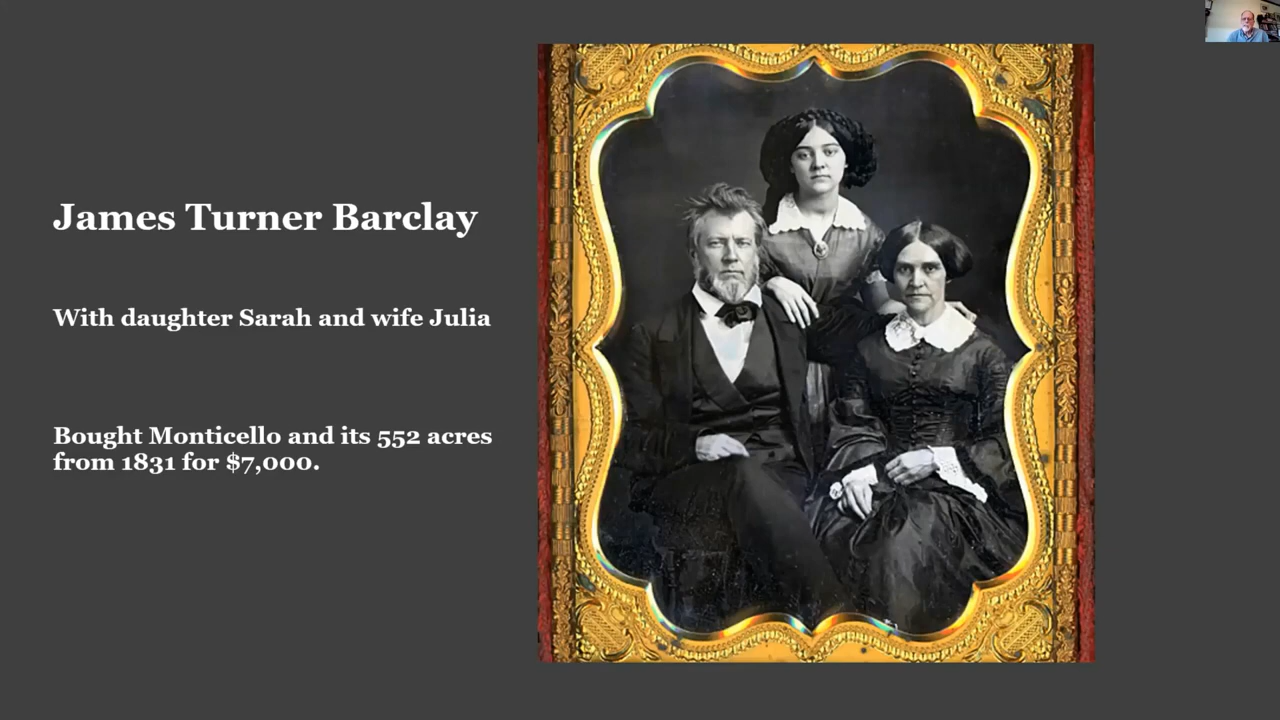 James Turner Barclay
With daughter Sarah and wife Julia
Bought Monticello and its 552 acres
from 1831 for $7,000.